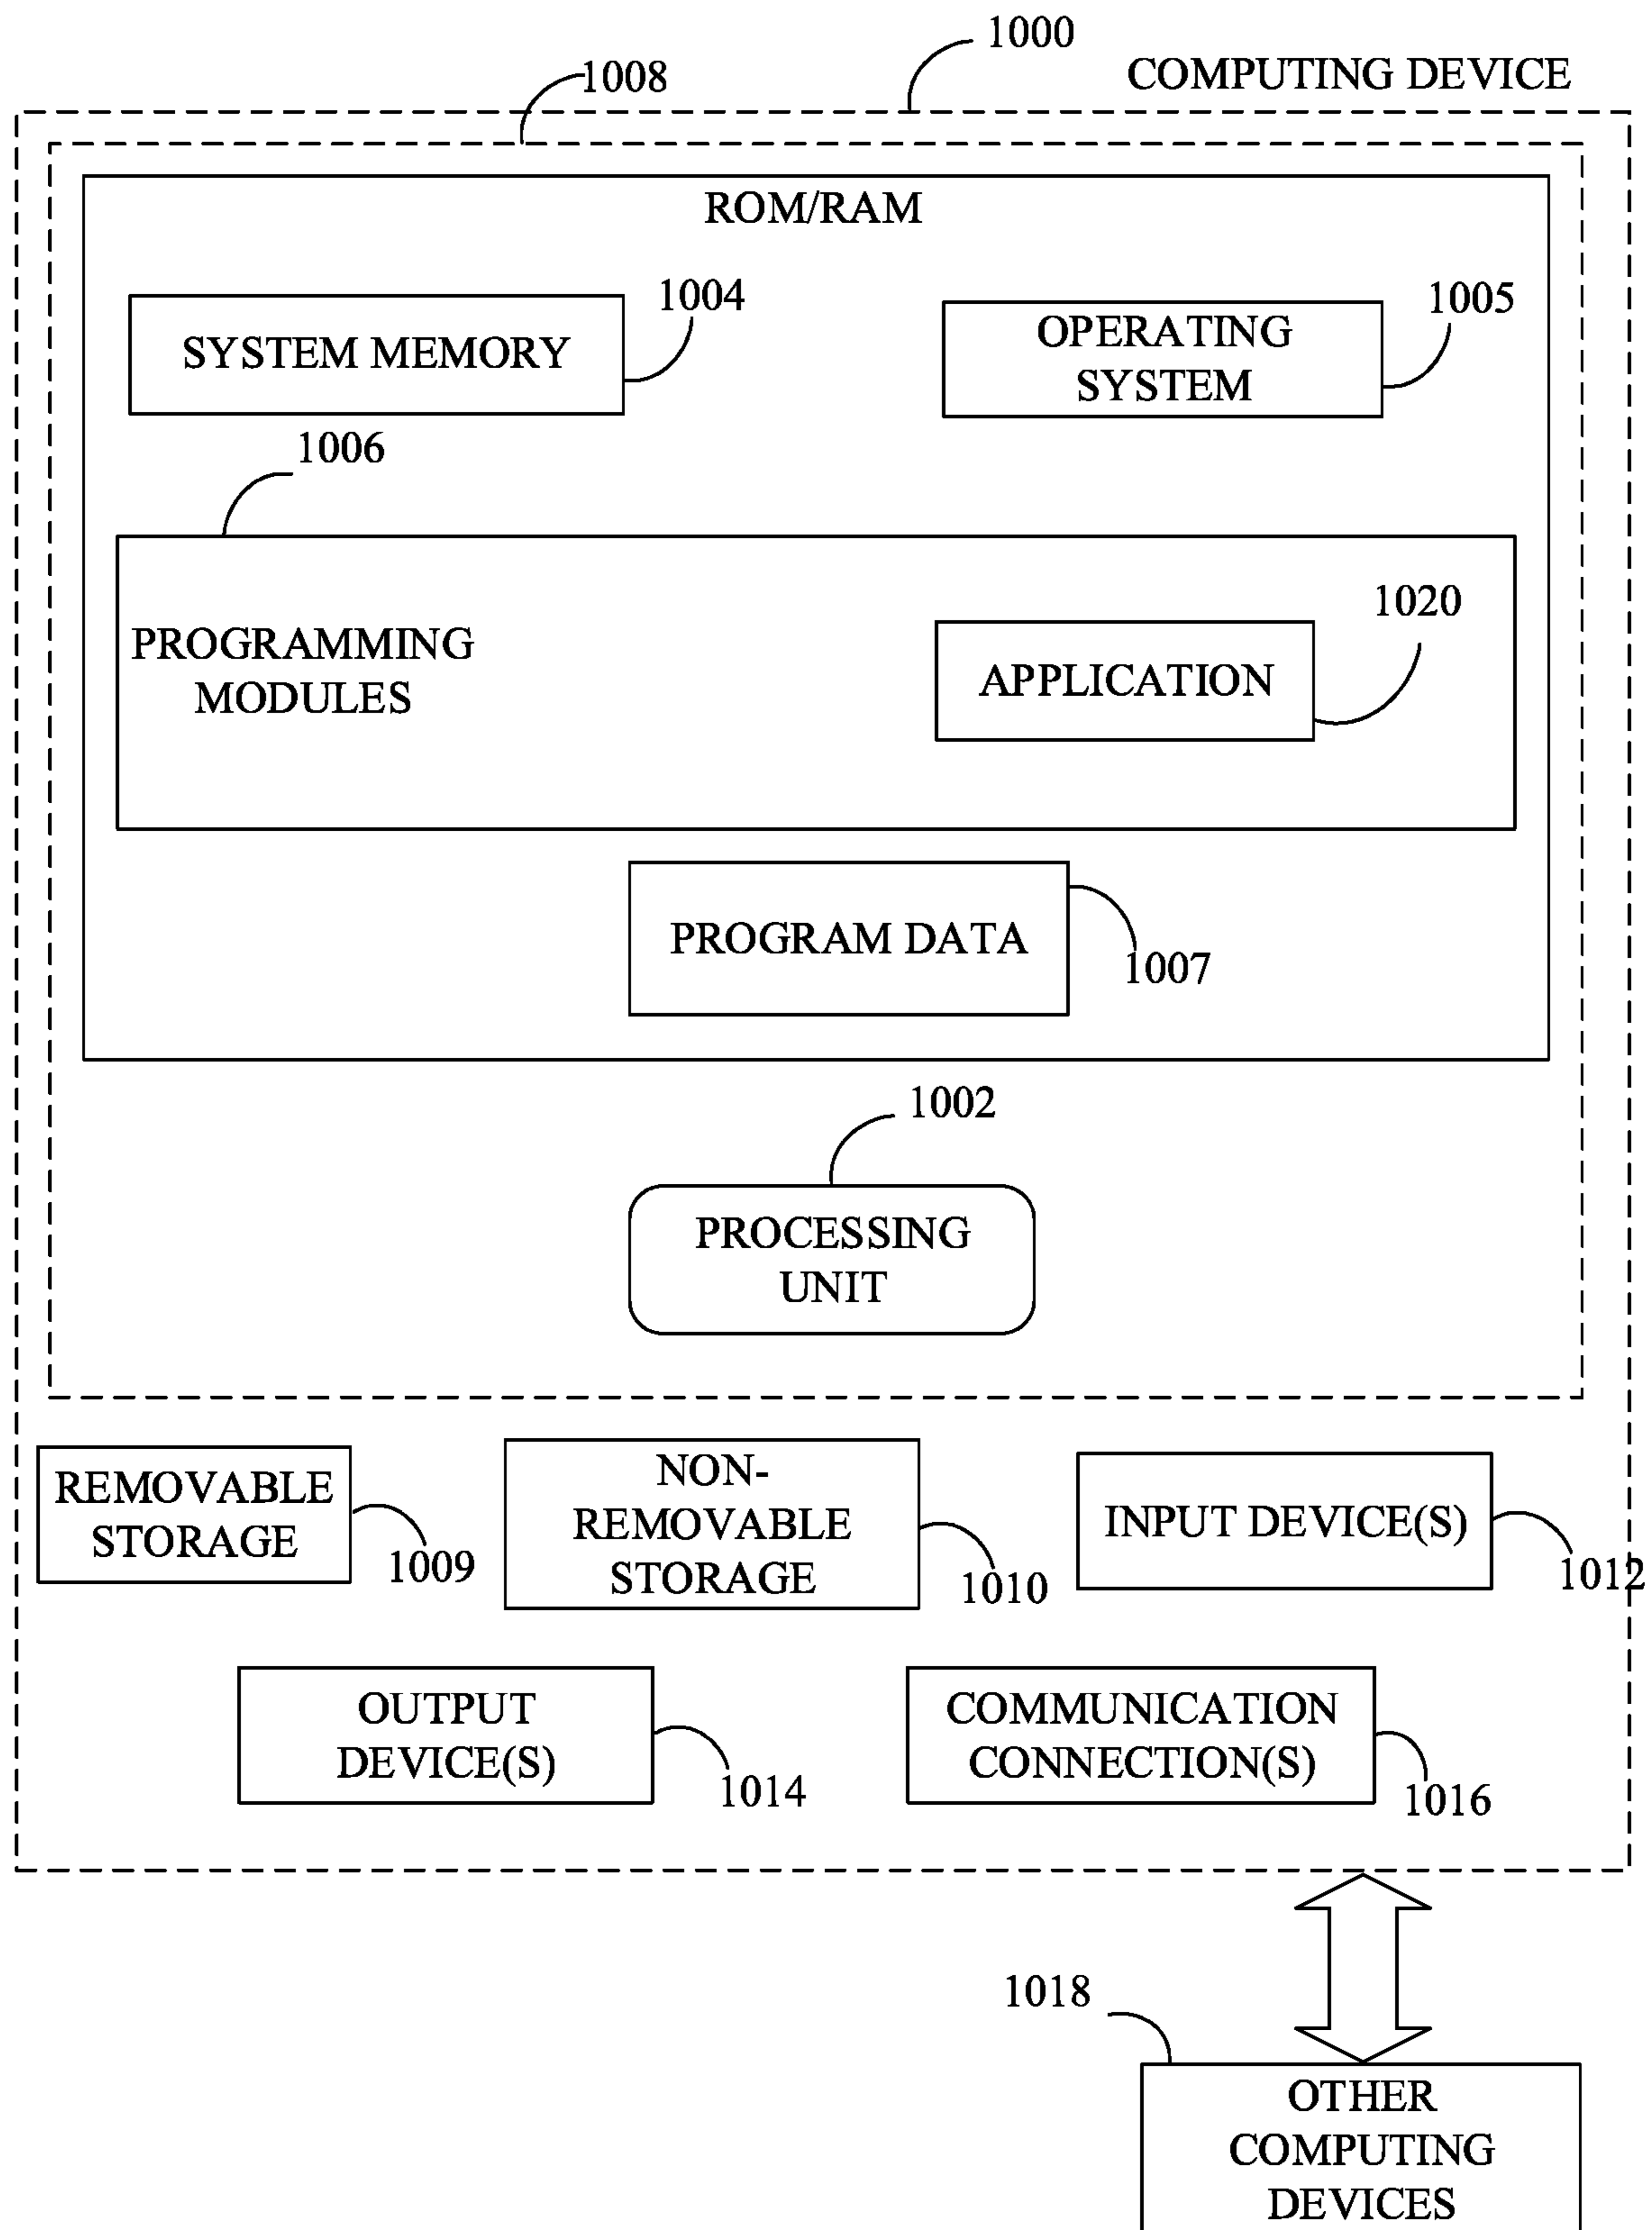 1000
COMPUTING DEVICE
1008
ROM/RAM
SYSTEM MEMORY
1004
OPERATING
SYSTEM
1005
1006
PROGRAMMING
MODULES
APPLICATION
1020
PROGRAM DATA
1007
1002
PROCESSING
UNIT
REMOVABLE
STORAGE
1009
NON-
REMOVABLE
STORAGE
1010
INPUT DEVICE(S)
1012
OUTPUT
DEVICE(S)
1014
COMMUNICATION
CONNECTION(S)
1016
1018
OTHER
COMPUTING
DEVICES